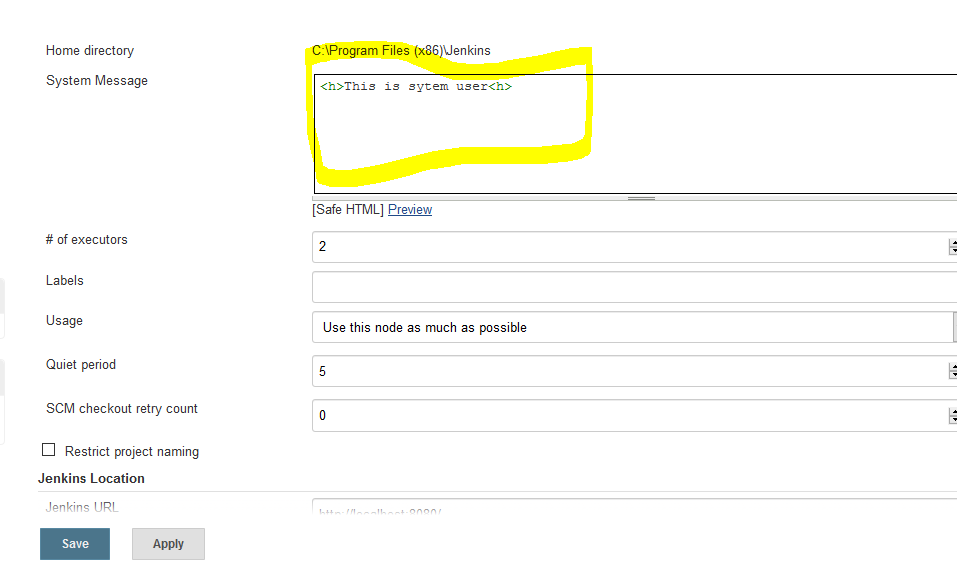 Home directory C:\Program Files (x86)\Jenkins
System Message <h>This is sytem user<h>
[Safe HTML] Preview
# of executors 2
Labels
Usage Use this node as much as possible
Quiet period 5
SCM checkout retry count 0
Restrict project naming
Jenkins Location
Jenkins URL http://localhost:8080/
Save Apply